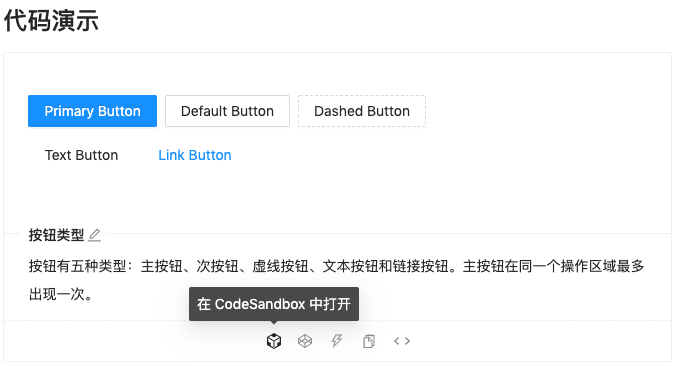 代码演示
Primary Button Default Button Dashed Button
Text Button Link Button
按钮类型
按钮有五种类型：主按钮、次按钮、虚线按钮、文本按钮和链接按钮。主按钮在同一个操作区域最多
出现一次。
在 CodeSandbox 中打开